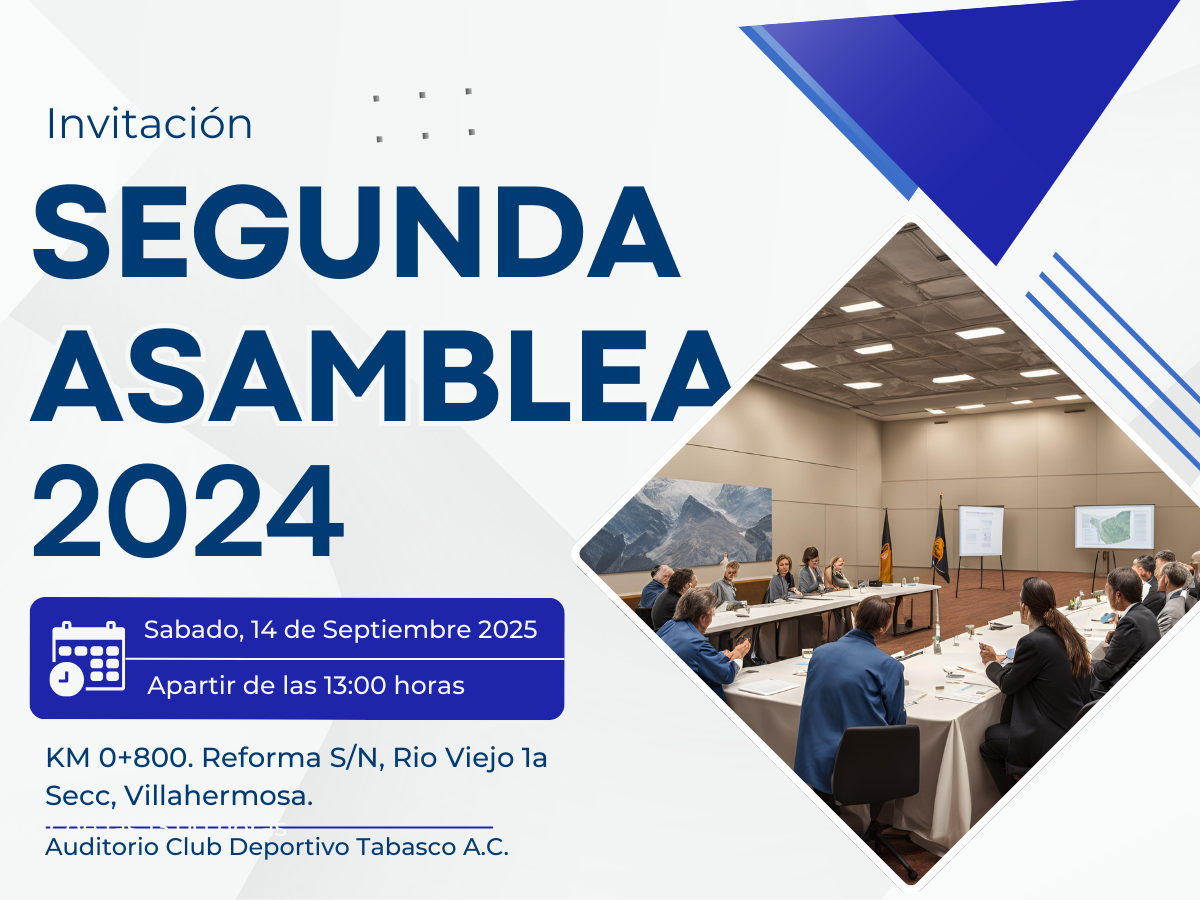 Invitación
SEGUNDA
ASAMBLEA
2024
Sabado, 14 de Septiembre 2025
Apartir de las 13:00 horas
KM 0+800. Reforma S/N, Rio Viejo 1a
Secc, Villahermosa.
Auditorio Club Deportivo Tabasco A.C.